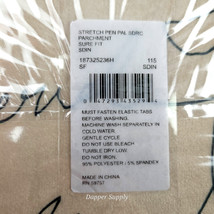 STRETCH PEN PAL SDRC
PARCHMENT
SURE FIT
SDIN
187325236H 115
SF SDIN
MUST FASTEN PLASTIC TABS
BEFORE WASHING.
MACHINE WASH SEPARATELY IN
COLD WATER.
GENTLE CYCLE.
DO NOT USE BLEACH
TUMBLE DRY LOW.
DO NOT IRON.
95% POLYESTER / 5% SPANDEX
MADE IN CHINA
Dapper Supply